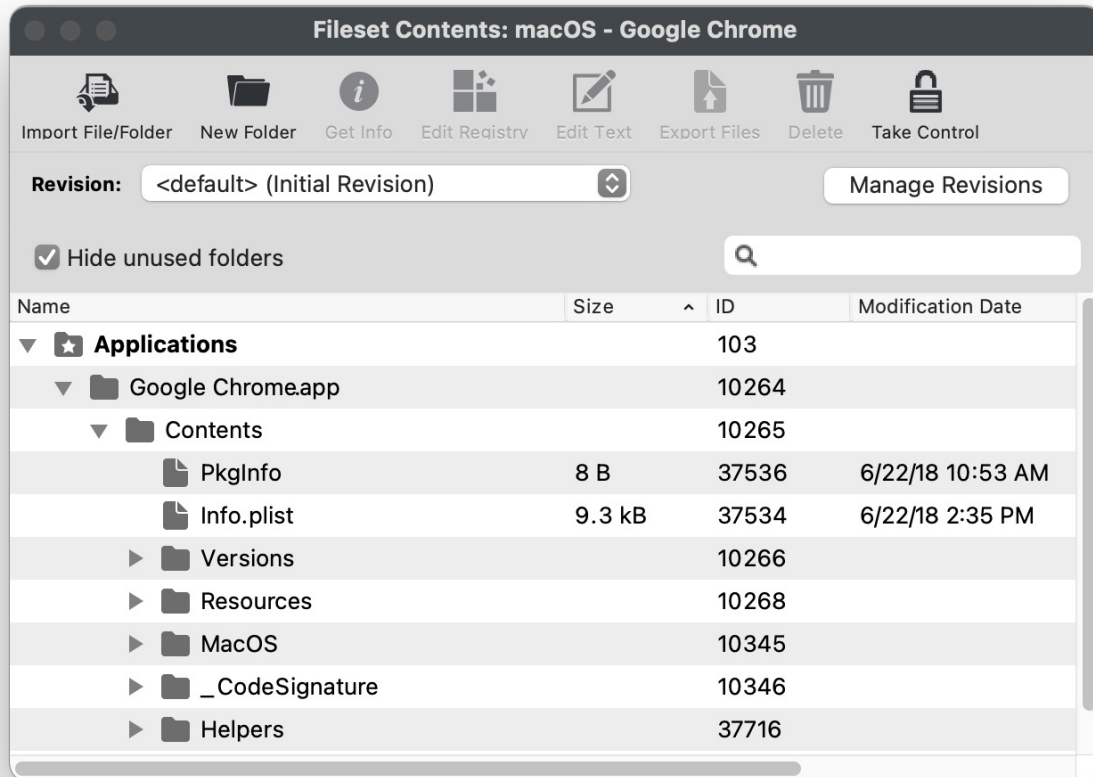 Fileset Contents: macOS - Google Chrome
Import File/Folder New Folder Get Info Edit Registry Edit Text Export Files Delete Take Control
Revision: <default> (Initial Revision) Manage Revisions
Hide unused folders
Name Size ID Modification Date
Applications 103
Google Chrome.app 10264
Contents 10265
PkgInfo 8 B 37536 6/22/18 10:53 AM
Info.plist 9.3 kB 37534 6/22/18 2:35 PM
Versions 10266
Resources 10268
MacOS 10345
_CodeSignature 10346
Helpers 37716